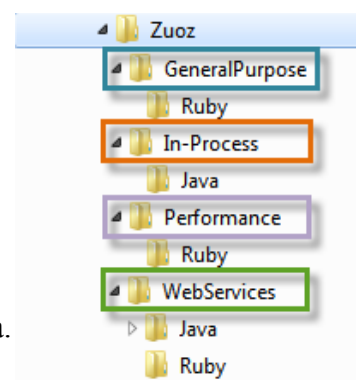 Zuoz
GeneralPurpose
Ruby
In-Process
Java
Performance
Ruby
WebServices
a.
Java
Ruby